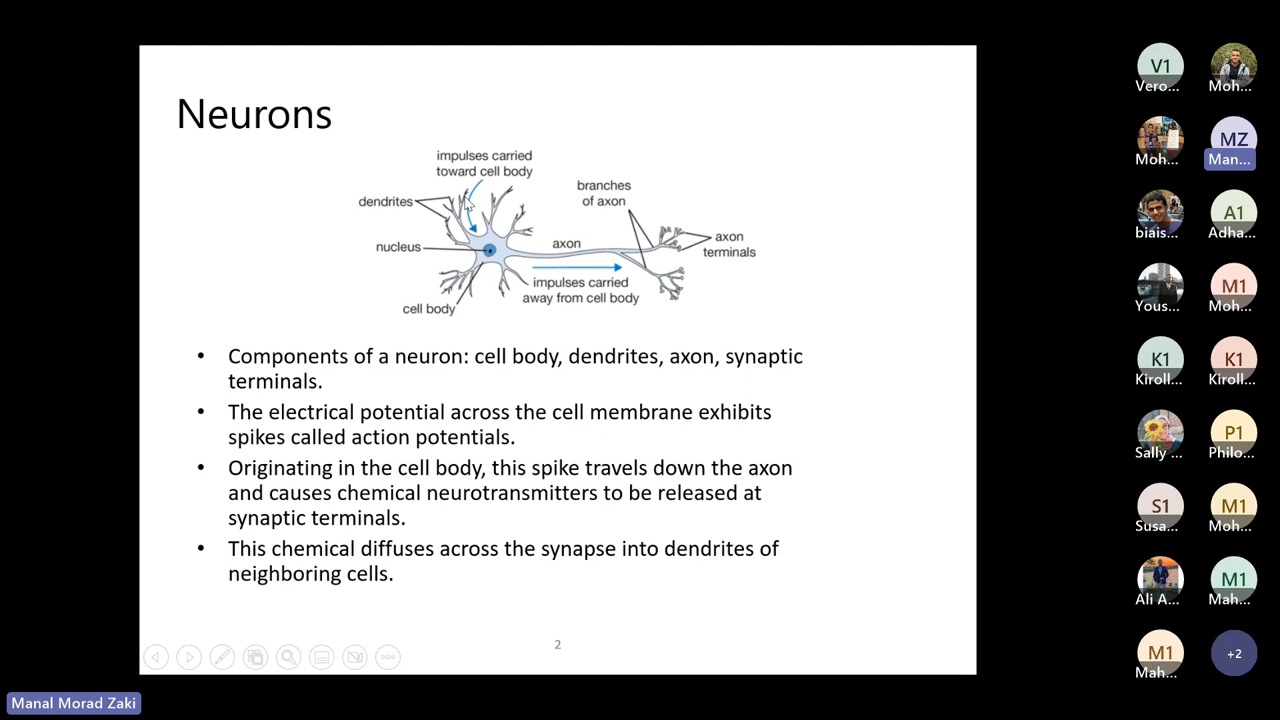 Neurons
impulses carried
toward cell body
dendrites
branches
of axon
nucleus
axon
axon
terminals
impulses carried
away from cell body
cell body
• Components of a neuron: cell body, dendrites, axon, synaptic
terminals.
• The electrical potential across the cell membrane exhibits
spikes called action potentials.
• Originating in the cell body, this spike travels down the axon
and causes chemical neurotransmitters to be released at
synaptic terminals.
• This chemical diffuses across the synapse into dendrites of
neighboring cells.
2
Manal Morad Zaki
V1
Vero...
Moh...
Moh...
MZ
Man...
biais...
A1
Adha...
Yous...
M1
Moh...
K1
Kiroll...
K1
Kiroll...
Sally ...
P1
Philo...
S1
Susa...
M1
Moh...
Ali A...
M1
Mah...
M1
Mah...
+2